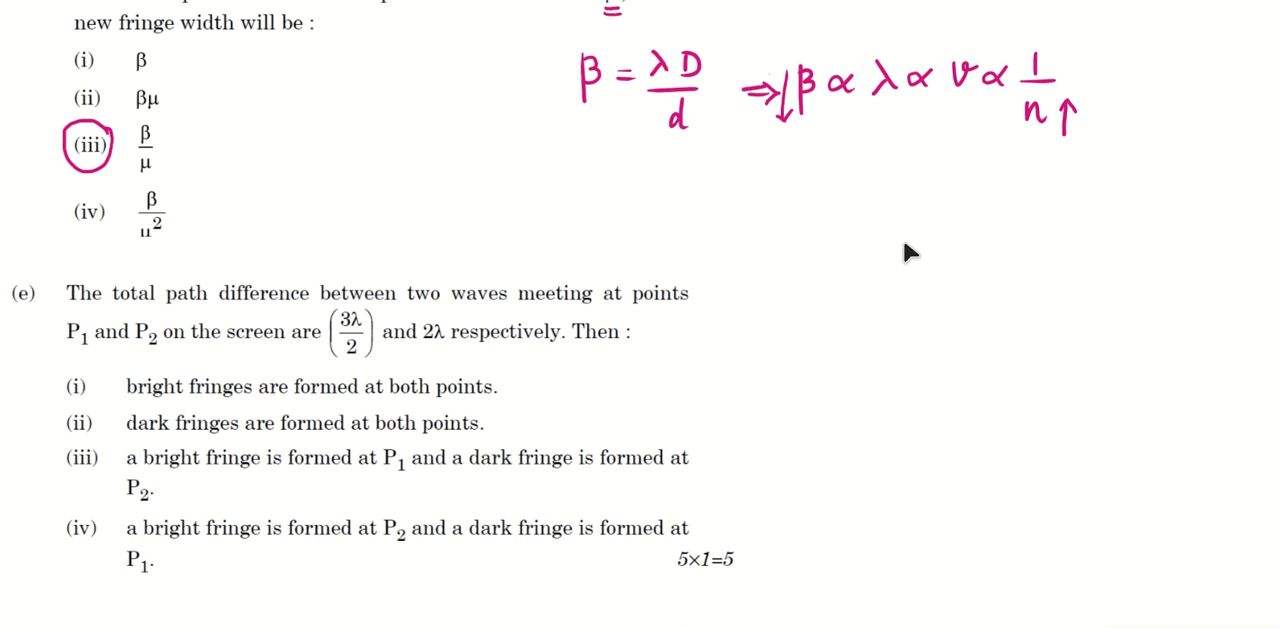 new fringe width will be :
β = λD/d ⇒ ↓β ∝ λ ∝ v ∝ 1/n↑
(i) β
(ii) βμ
(iii) β/μ
(iv) β/μ²
(e) The total path difference between two waves meeting at points
P₁ and P₂ on the screen are (3λ/2) and 2λ respectively. Then :
(i) bright fringes are formed at both points.
(ii) dark fringes are formed at both points.
(iii) a bright fringe is formed at P₁ and a dark fringe is formed at
P₂.
(iv) a bright fringe is formed at P₂ and a dark fringe is formed at
P₁.
5×1=5